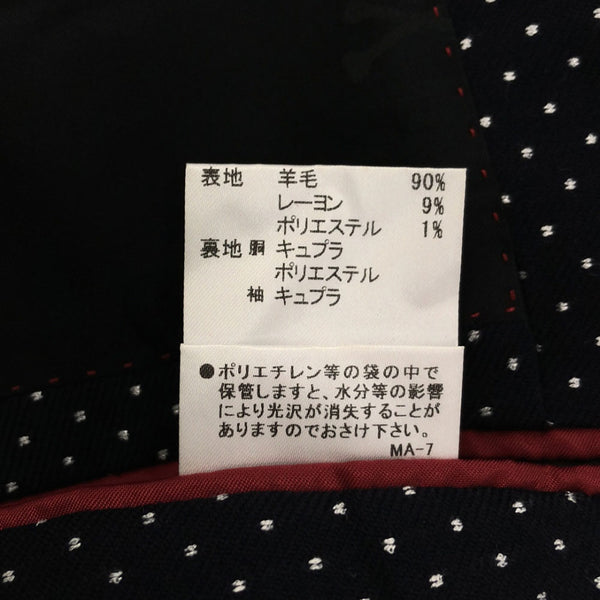 表地 羊毛 90%
レーヨン 9%
ポリエステル 1%
裏地 胴 キュプラ
ポリエステル
袖 キュプラ
●ポリエチレン等の袋の中で
保管しますと、水分等の影響
により光沢が消失することが
ありますのでおさけ下さい。
MA-7